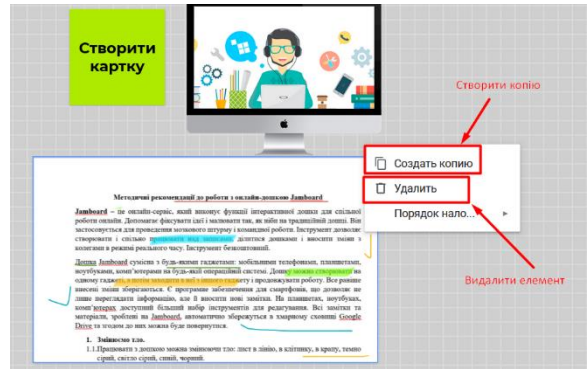 Створити
картку
Створити копію
Создать копию
Удалить
Порядок нало...
Видалити елемент
Методичні рекомендації до роботи з онлайн-дошкою Jamboard
Jamboard – це онлайн-сервіс, який виконує функції інтерактивної дошки для спільної
роботи онлайн. Допомагає фіксувати ідеї і малювати так, як ніби на традиційній дошці. Він
застосовується для проведення мозкового штурму і командної роботи. Інструмент дозволяє
створювати і спільно працювати над дошками, ділитися дошками і вносити зміни з
колегами в режимі реального часу. Інструмент безкоштовний.
Дошка Jamboard сумісна з будь-якими гаджетами: мобільними телефонами, планшетами,
ноутбуками, комп'ютерами на будь-якій операційній системі. Дошку можна створювати на
одному гаджеті, а потім заходити в неї з іншого гаджету і продовжувати роботу. Все раніше
внесені зміни зберігаються. Є програмне забезпечення для смартфонів, що дозволяє не
лише переглядати інформацію, але й вносити нові замітки. На планшетах, ноутбуках,
комп'ютерах доступний більший набір інструментів для редагування. Всі замітки та
матеріали, зроблені на Jamboard, автоматично збережуться в хмарному сховищі Google
Drive та згодом до них можна буде повернутися.
1. Змінюємо тло.
1.1.Працювати з дошкою можна змінюючи тло: лист в лінію, в клітинку, в крапу, темно
сірий, світло сірий, синій, чорний.